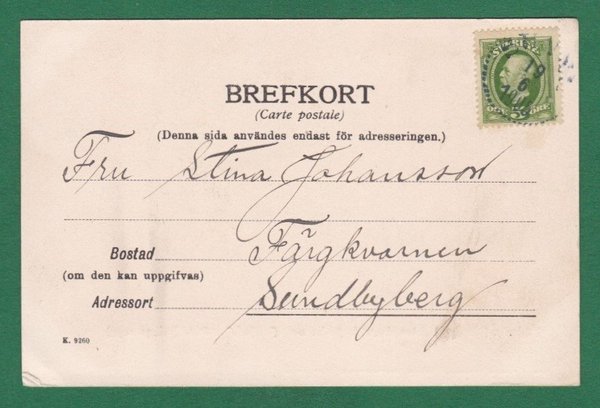 SVERIGE
BREFKORT
(Carte postale)
(Denna sida användes endast för adresseringen.)
Fru Stina Johansson
Bostad Färgkvarnen
(om den kan uppgifvas)
Adressort Sundbyberg
K. 9260